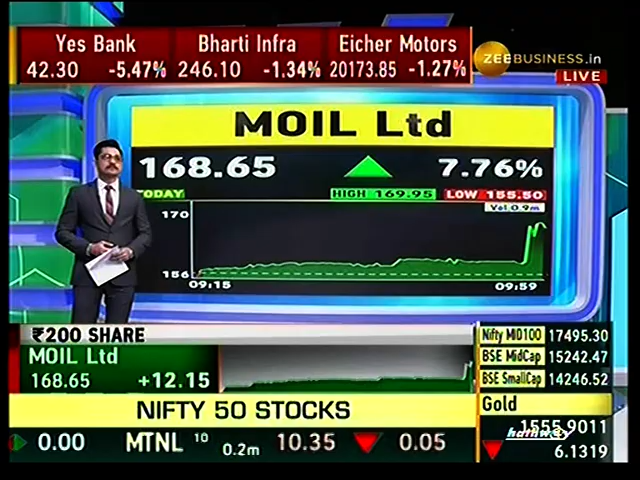 Yes Bank Bharti Infra Eicher Motors
42.30 -5.47% 246.10 -1.34% 20173.85 -1.27%
ZEEBUSINESS.in
LIVE
MOIL Ltd
168.65 7.76%
TODAY HIGH 169.95 LOW 155.50
Vol 0.9m
170
156
09:15 09:59
₹200 SHARE
MOIL Ltd
168.65 +12.15
Nifty MID100 17495.30
BSE MidCap 15242.47
BSE SmallCap 14246.52
Gold
1555.9011
hathway
6.1319
NIFTY 50 STOCKS
0.00 MTNL 10 0.2m 10.35 0.05